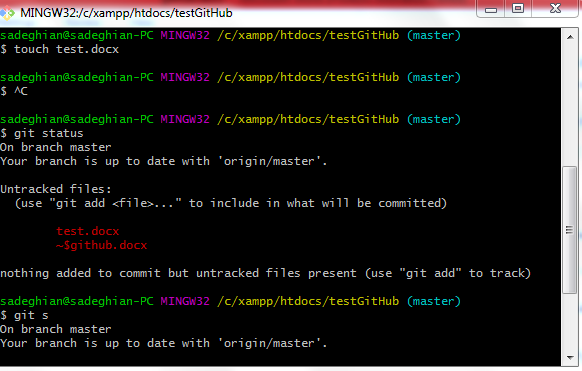 MINGW32:/c/xampp/htdocs/testGitHub
sadeghian@sadeghian-PC MINGW32 /c/xampp/htdocs/testGitHub (master)
$ touch test.docx
sadeghian@sadeghian-PC MINGW32 /c/xampp/htdocs/testGitHub (master)
$ ^C
sadeghian@sadeghian-PC MINGW32 /c/xampp/htdocs/testGitHub (master)
$ git status
On branch master
Your branch is up to date with 'origin/master'.
Untracked files:
(use "git add <file>..." to include in what will be committed)
test.docx
~$github.docx
nothing added to commit but untracked files present (use "git add" to track)
sadeghian@sadeghian-PC MINGW32 /c/xampp/htdocs/testGitHub (master)
$ git s
On branch master
Your branch is up to date with 'origin/master'.